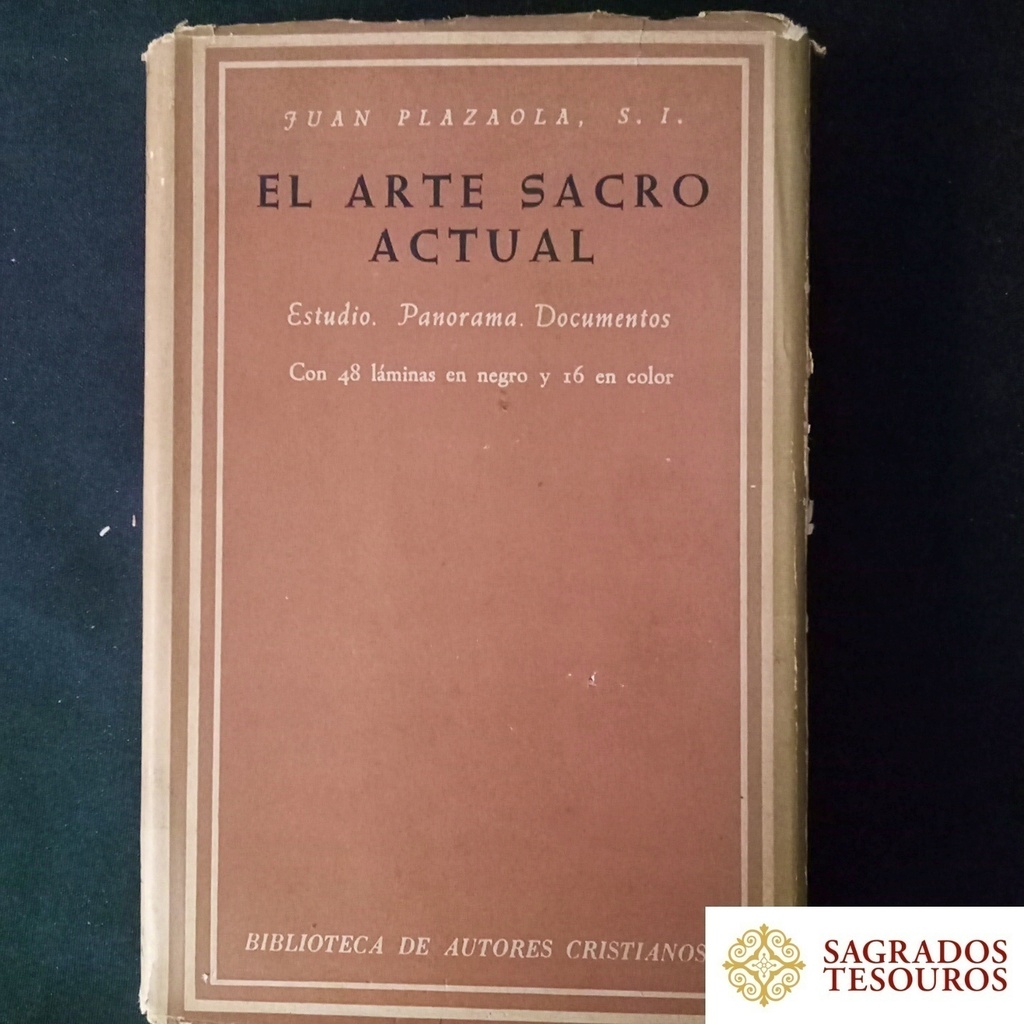 JUAN PLAZAOLA, S. I.
EL ARTE SACRO
ACTUAL
Estudio. Panorama. Documentos
Con 48 láminas en negro y 16 en color
BIBLIOTECA DE AUTORES CRISTIANOS
SAGRADOS
TESOUROS